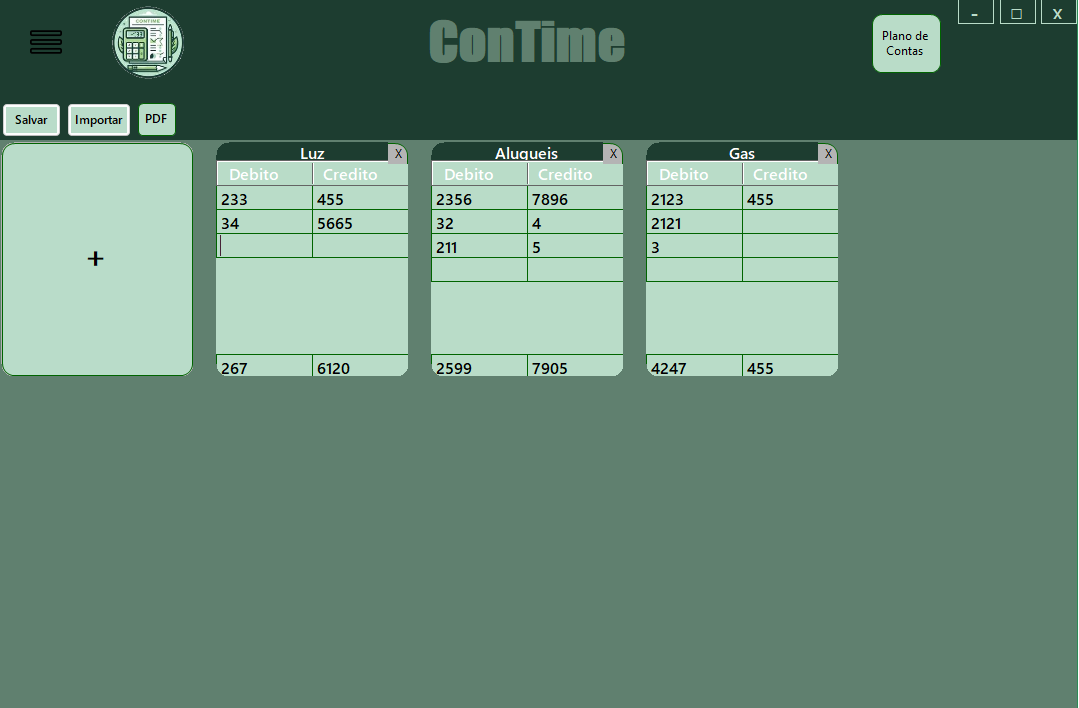 CONTIME
ConTime
Plano de
Contas
–
□
X
Salvar
Importar
PDF
+
Luz X
Debito Credito
233 455
34 5665
267 6120
Alugueis X
Debito Credito
2356 7896
32 4
211 5
2599 7905
Gas X
Debito Credito
2123 455
2121
3
4247 455